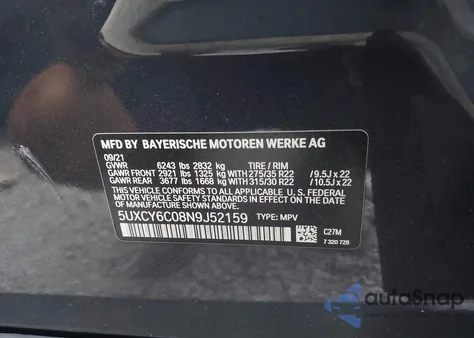 MFD BY BAYERISCHE MOTOREN WERKE AG
09/21
GVWR 6243 lbs 2832 kg TIRE / RIM
GAWR FRONT 2921 lbs 1325 kg WITH 275/35 R22 / 9.5J x 22
GAWR REAR 3677 lbs 1668 kg WITH 315/30 R22 / 10.5J x 22
THIS VEHICLE CONFORMS TO ALL APPLICABLE U. S. FEDERAL
MOTOR VEHICLE SAFETY STANDARDS IN EFFECT ON THE DATE OF
MANUFACTURE SHOWN ABOVE.
5UXCY6C08N9J52159 TYPE: MPV
C27M
7 320 729
autoSnap